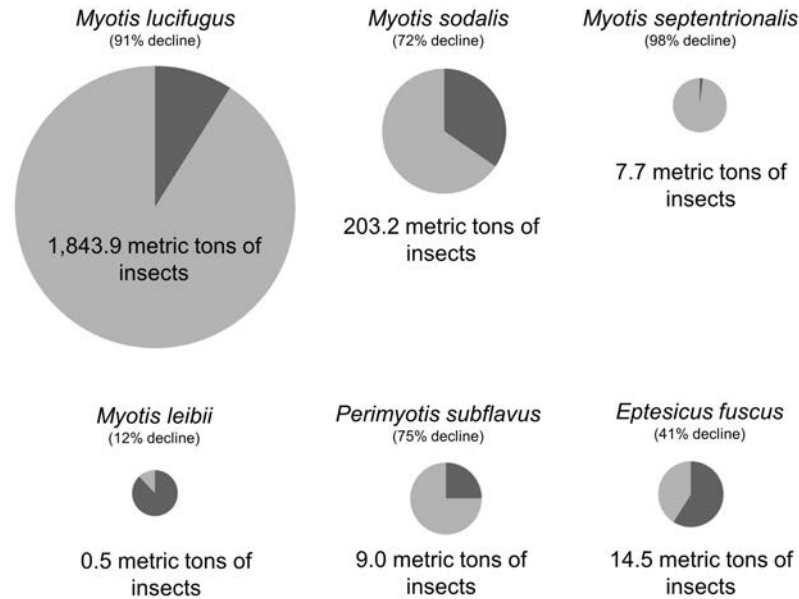 Myotis lucifugus
(91% decline)
1,843.9 metric tons of
insects
Myotis sodalis
(72% decline)
203.2 metric tons of
insects
Myotis septentrionalis
(98% decline)
7.7 metric tons of
insects
Myotis leibii
(12% decline)
0.5 metric tons of
insects
Perimyotis subflavus
(75% decline)
9.0 metric tons of
insects
Eptesicus fuscus
(41% decline)
14.5 metric tons of
insects